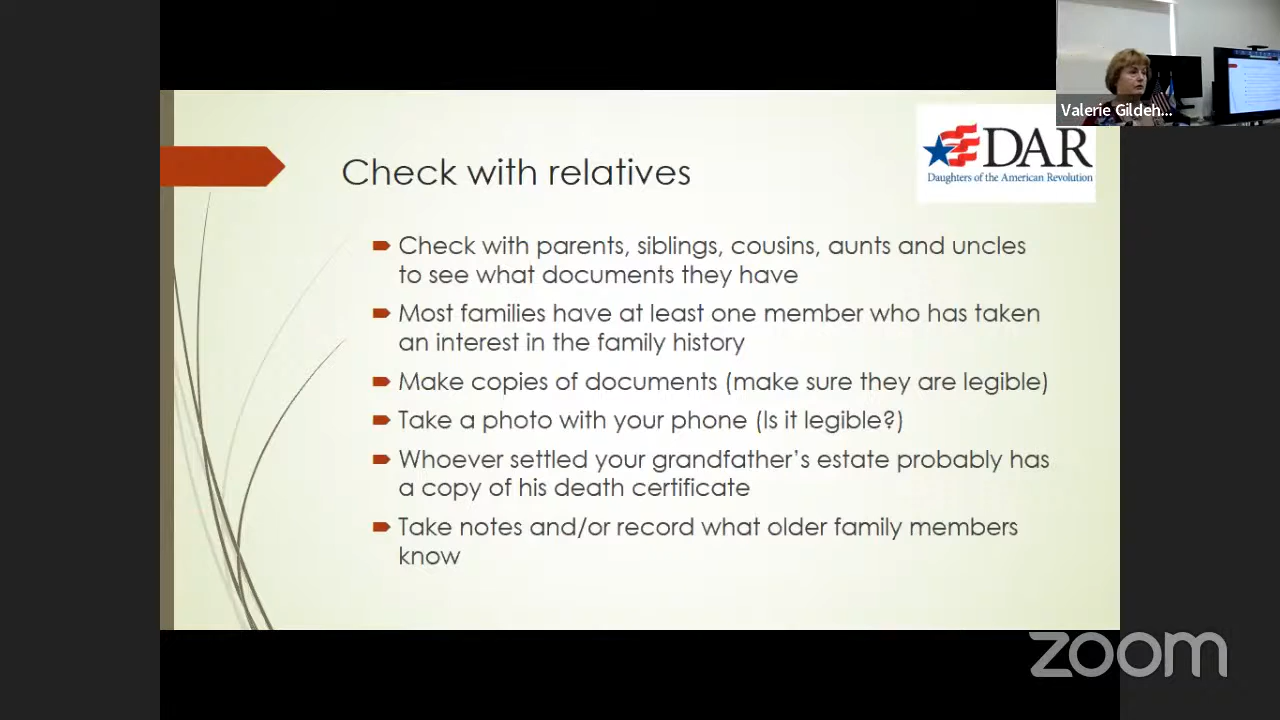 Valerie Gildeh...
DAR
Daughters of the American Revolution
Check with relatives
Check with parents, siblings, cousins, aunts and uncles
to see what documents they have
Most families have at least one member who has taken
an interest in the family history
Make copies of documents (make sure they are legible)
Take a photo with your phone (Is it legible?)
Whoever settled your grandfather's estate probably has
a copy of his death certificate
Take notes and/or record what older family members
know
zoom